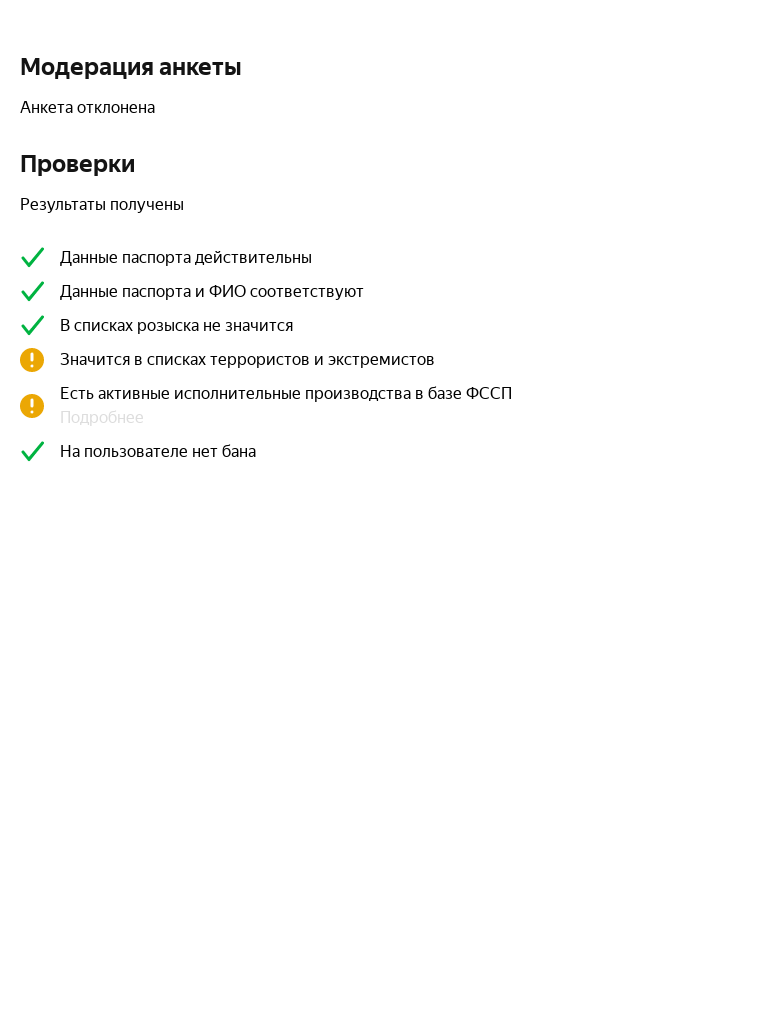 Модерация анкеты
Анкета отклонена
Проверки
Результаты получены
Данные паспорта действительны
Данные паспорта и ФИО соответствуют
В списках розыска не значится
Значится в списках террористов и экстремистов
Есть активные исполнительные производства в базе ФССП
Подробнее
На пользователе нет бана